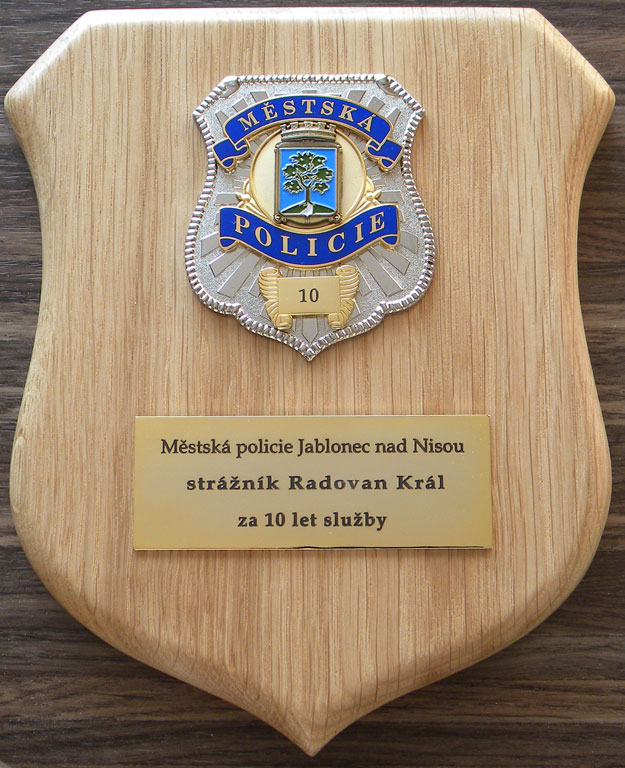 MĚSTSKÁ
POLICIE
10
Městská policie Jablonec nad Nisou
strážník Radovan Král
za 10 let služby